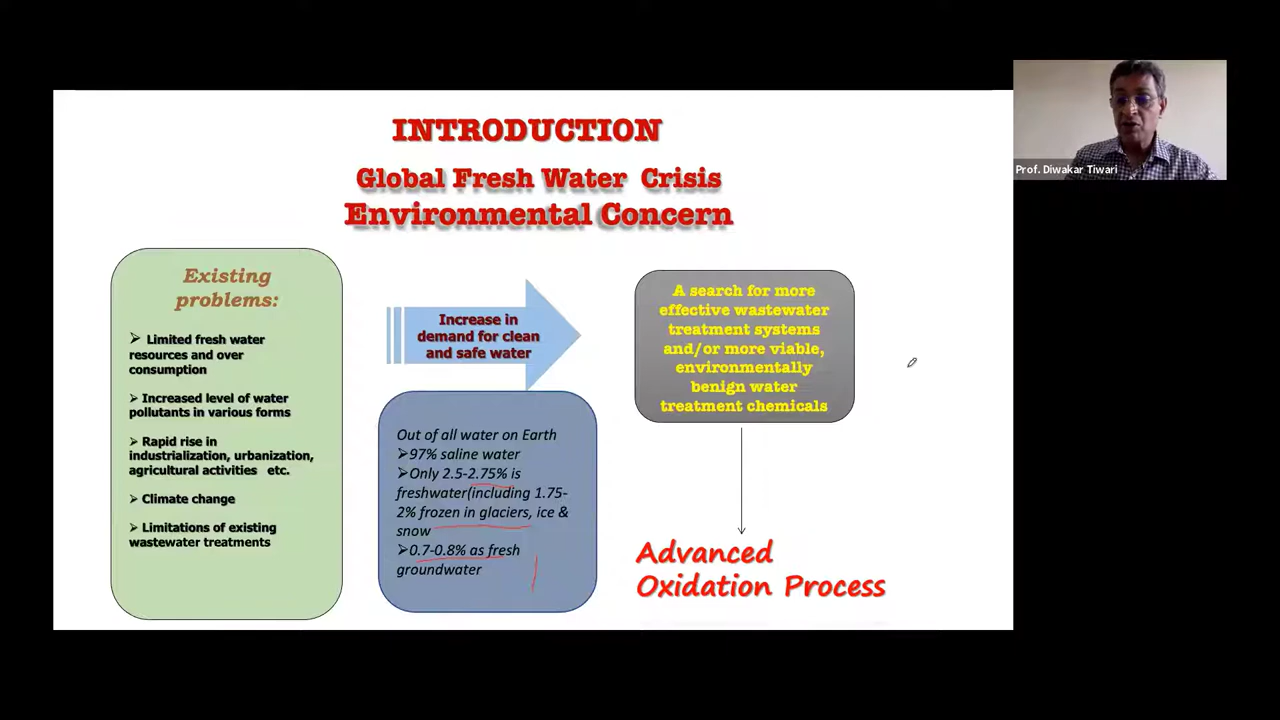 INTRODUCTION
Global Fresh Water Crisis
Environmental Concern
Prof. Diwakar Tiwari
Existing
problems:
➢ Limited fresh water
resources and over
consumption
➢ Increased level of water
pollutants in various forms
➢ Rapid rise in
industrialization, urbanization,
agricultural activities etc.
➢ Climate change
➢ Limitations of existing
wastewater treatments
Increase in
demand for clean
and safe water
Out of all water on Earth
➢97% saline water
➢Only 2.5-2.75% is
freshwater(including 1.75-
2% frozen in glaciers, ice &
snow
➢0.7-0.8% as fresh
groundwater
A search for more
effective wastewater
treatment systems
and/or more viable,
environmentally
benign water
treatment chemicals
Advanced
Oxidation Process